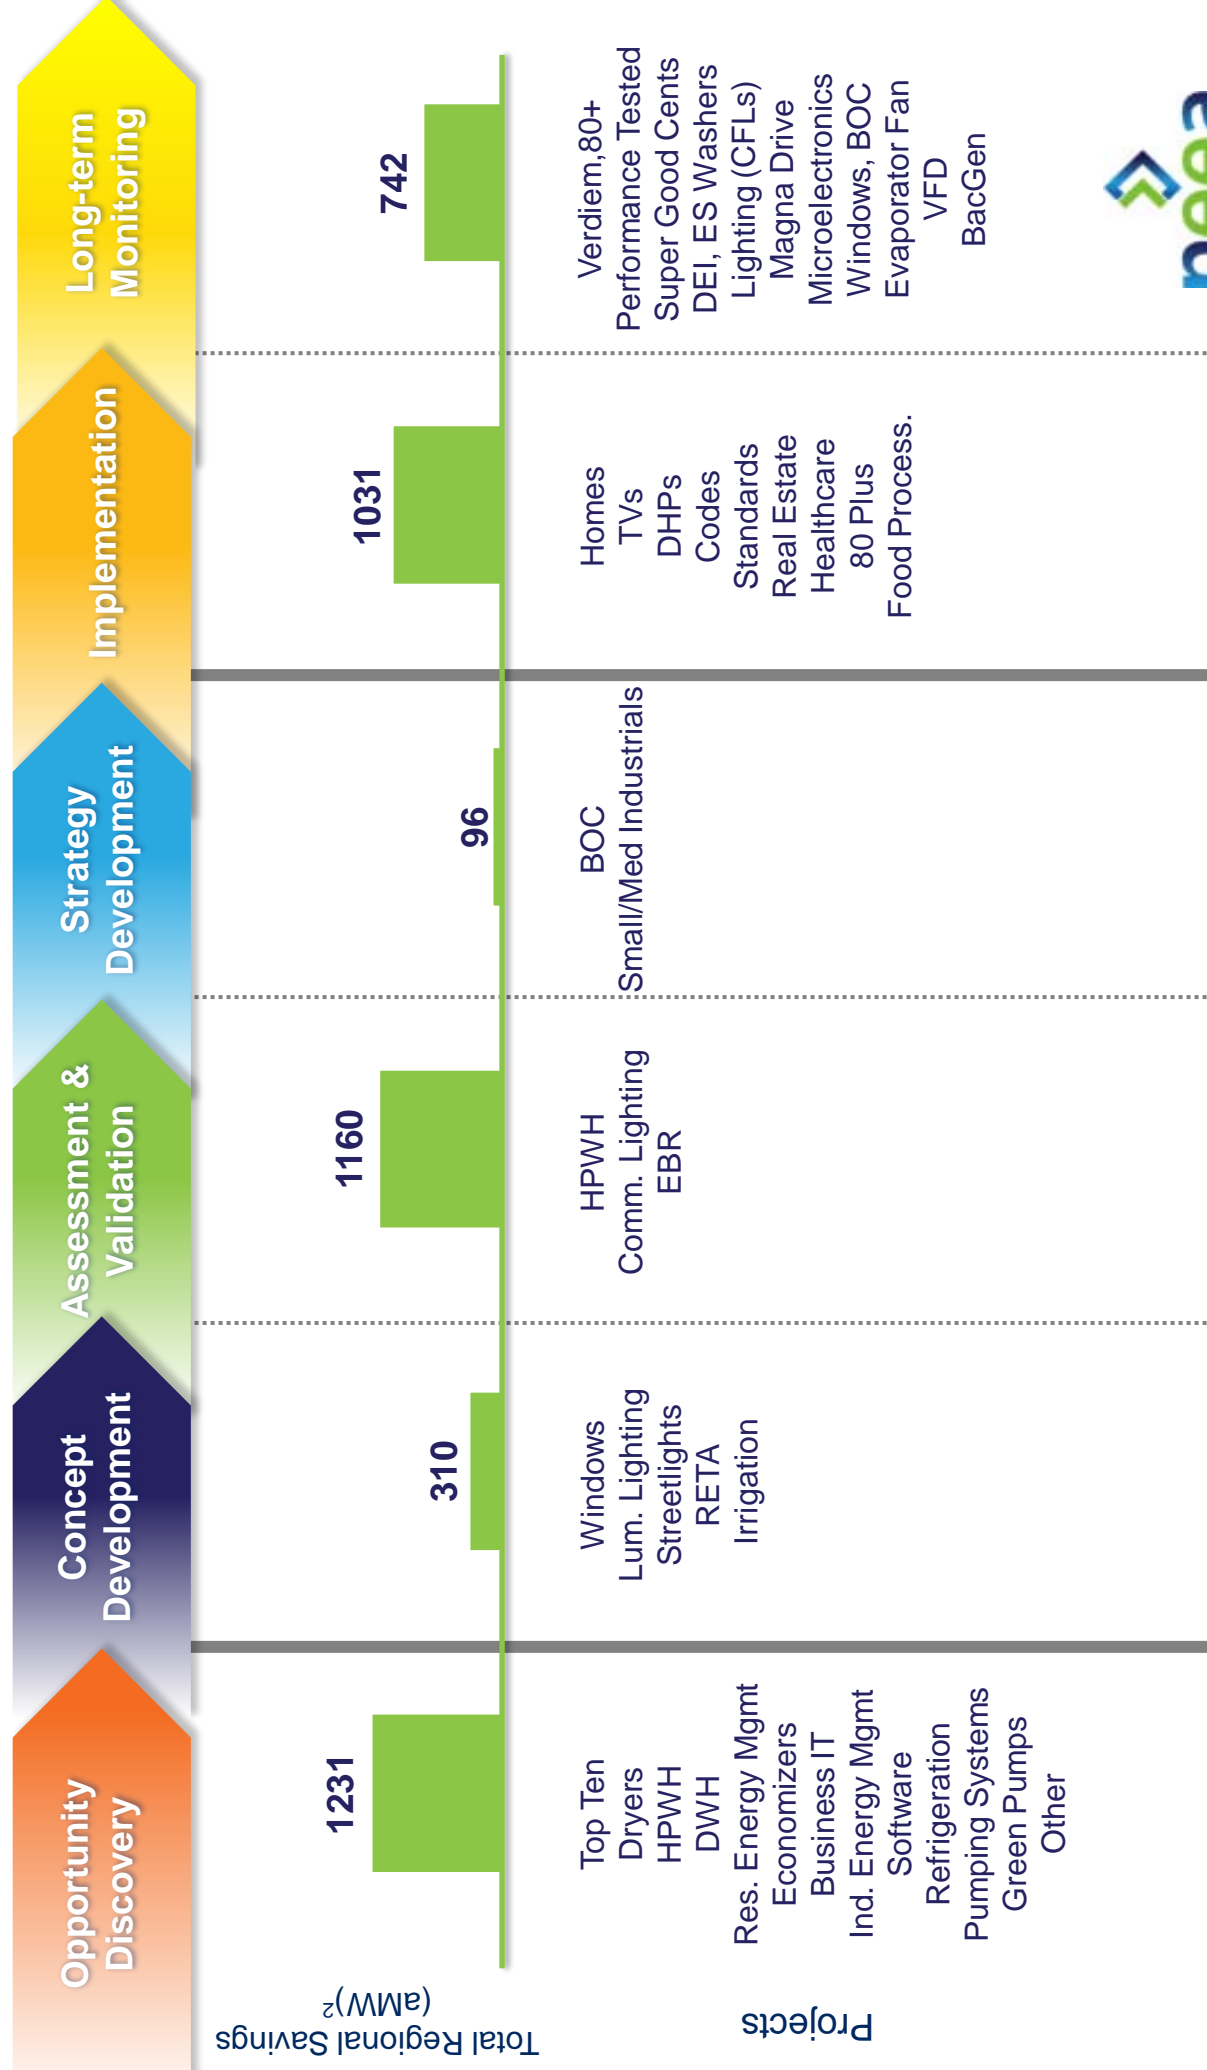 Opportunity
Discovery
Concept
Development
Assessment &
Validation
Strategy
Development
Implementation
Long-term
Monitoring
Total Regional Savings
(aMW)²
1231
310
1160
96
1031
742
Projects
Top Ten
Dryers
HPWH
DWH
Res. Energy Mgmt
Economizers
Business IT
Ind. Energy Mgmt
Software
Refrigeration
Pumping Systems
Green Pumps
Other
Windows
Lum. Lighting
Streetlights
RETA
Irrigation
HPWH
Comm. Lighting
EBR
BOC
Small/Med Industrials
Homes
TVs
DHPs
Codes
Standards
Real Estate
Healthcare
80 Plus
Food Process.
Verdiem,80+
Performance Tested
Super Good Cents
DEI, ES Washers
Lighting (CFLs)
Magna Drive
Microelectronics
Windows, BOC
Evaporator Fan
VFD
BacGen
neea